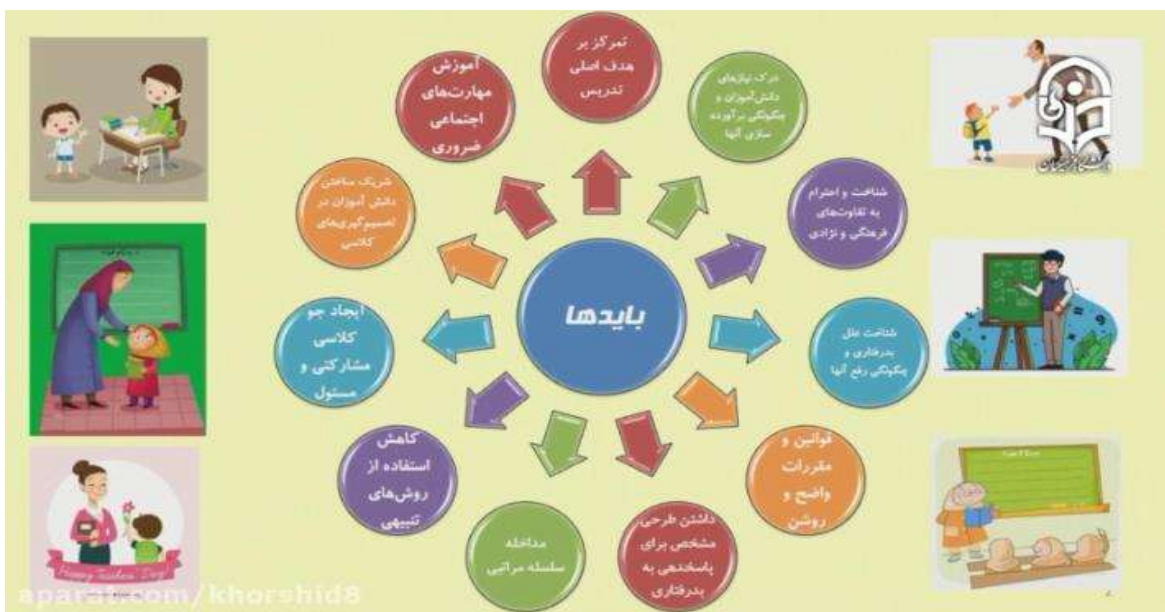 تمرکز بر
هدف اصلی
تدریس
درک نیازهای
دانش‌آموزان و
چگونگی برآورده
سازی آنها
شناخت و احترام
به تفاوت‌های
فرهنگی و نژادی
شناخت علل
بدرفتاری و
چگونگی رفع آنها
قوانین و
مقررات
واضح و
روشن
داشتن طرحی
مشخص برای
پاسخدهی به
بدرفتاری
مداخله
سلسله مراتبی
کاهش
استفاده از
روش‌های
تنبیهی
ایجاد جو
کلاسی
مشارکتی و
مسئول
شریک ساختن
دانش آموزان در
تصمیم‌گیری‌های
کلاسی
آموزش
مهارت‌های
اجتماعی
ضروری
بایدها
دانشگاه فرهنگیان
Happy Teachers Day!
aparat.com/khorshid8